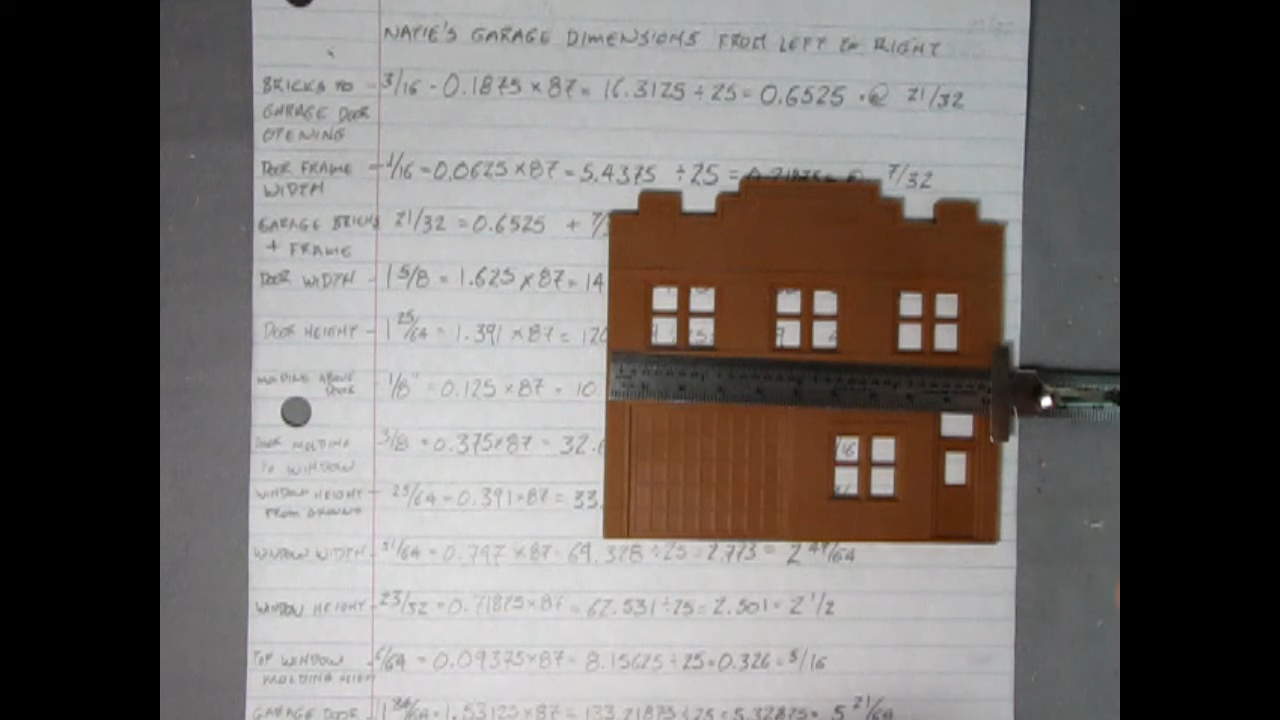 NATIE'S GARAGE DIMENSIONS FROM LEFT TO RIGHT
BRICKS TO - 3/16 - 0.1875 × 87 = 16.3125 ÷ 25 = 0.6525 · @ 21/32
GARAGE DOOR
OPENING
DOOR FRAME - 1/16 = 0.0625 × 87 = 5.4375 ÷ 25 = 7/32
WIDTH
GARAGE BRICKS 21/32 = 0.6525 + 7/
+ FRAME
DOOR WIDTH - 1 5/8 = 1.625 × 87 = 14
DOOR HEIGHT - 1 25/64 = 1.391 × 87 = 120
MOLDING ABOVE - 1/8" = 0.125 × 87 = 10
DOOR
DOOR MOLDING 3/8 = 0.375 × 87 = 32.
TO WINDOW
WINDOW HEIGHT - 25/64 = 0.391 × 87 = 33.
FROM GROUND
WINDOW WIDTH - 51/64 = 0.797 × 87 = 69.328 ÷ 25 = 2.773 = 2 49/64
WINDOW HEIGHT - 23/32 = 0.71875 × 87 = 62.531 ÷ 25 = 2.501 = 2 1/2
TOP WINDOW - 6/64 = 0.09375 × 87 = 8.15625 ÷ 25 = 0.326 = 5/16
MOLDING HEIGHT
GARAGE DOOR 1 34/64 = 1.53125 × 87 = 133.21875 ÷ 25 = 5.32875 = 5 21/64